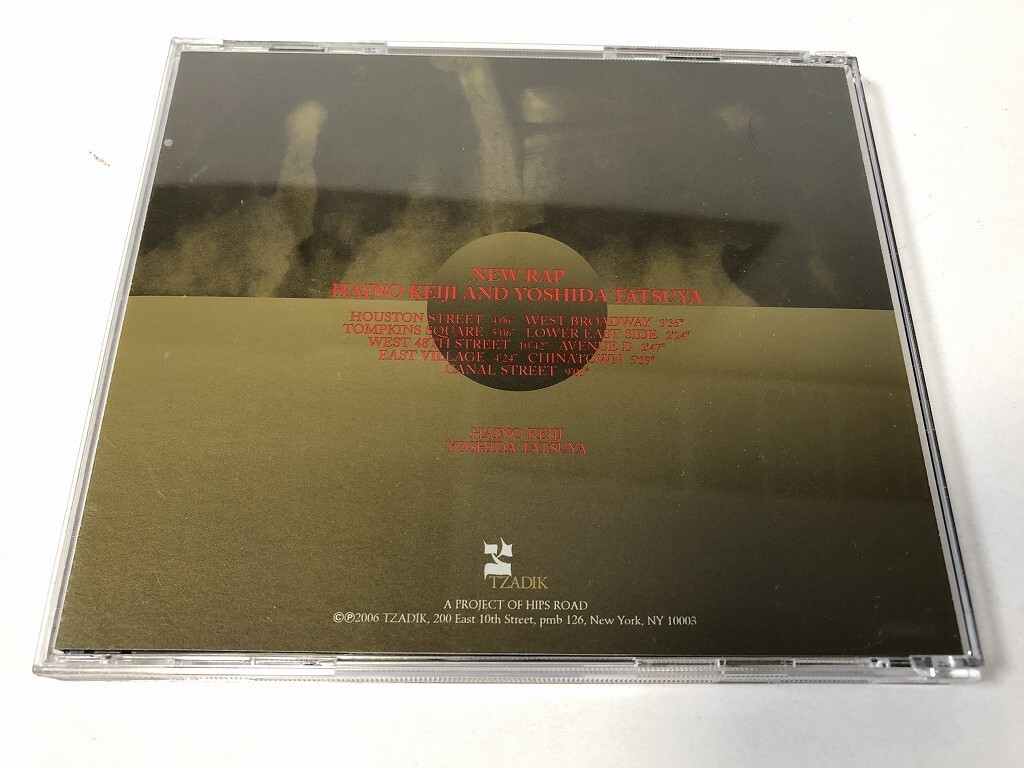 NEW RAP
HAINO KEIJI AND YOSHIDA TATSUYA
HOUSTON STREET 4'06" WEST BROADWAY 3'35"
TOMPKINS SQUARE 5'06" LOWER EAST SIDE 2'24"
WEST 48TH STREET 10'42" AVENUE D 2'47"
EAST VILLAGE 4'24" CHINATOWN 5'39"
CANAL STREET
HAINO KEIJI
YOSHIDA TATSUYA
צ
TZADIK
A PROJECT OF HIPS ROAD
©℗2006 TZADIK, 200 East 10th Street, pmb 126, New York, NY 10003